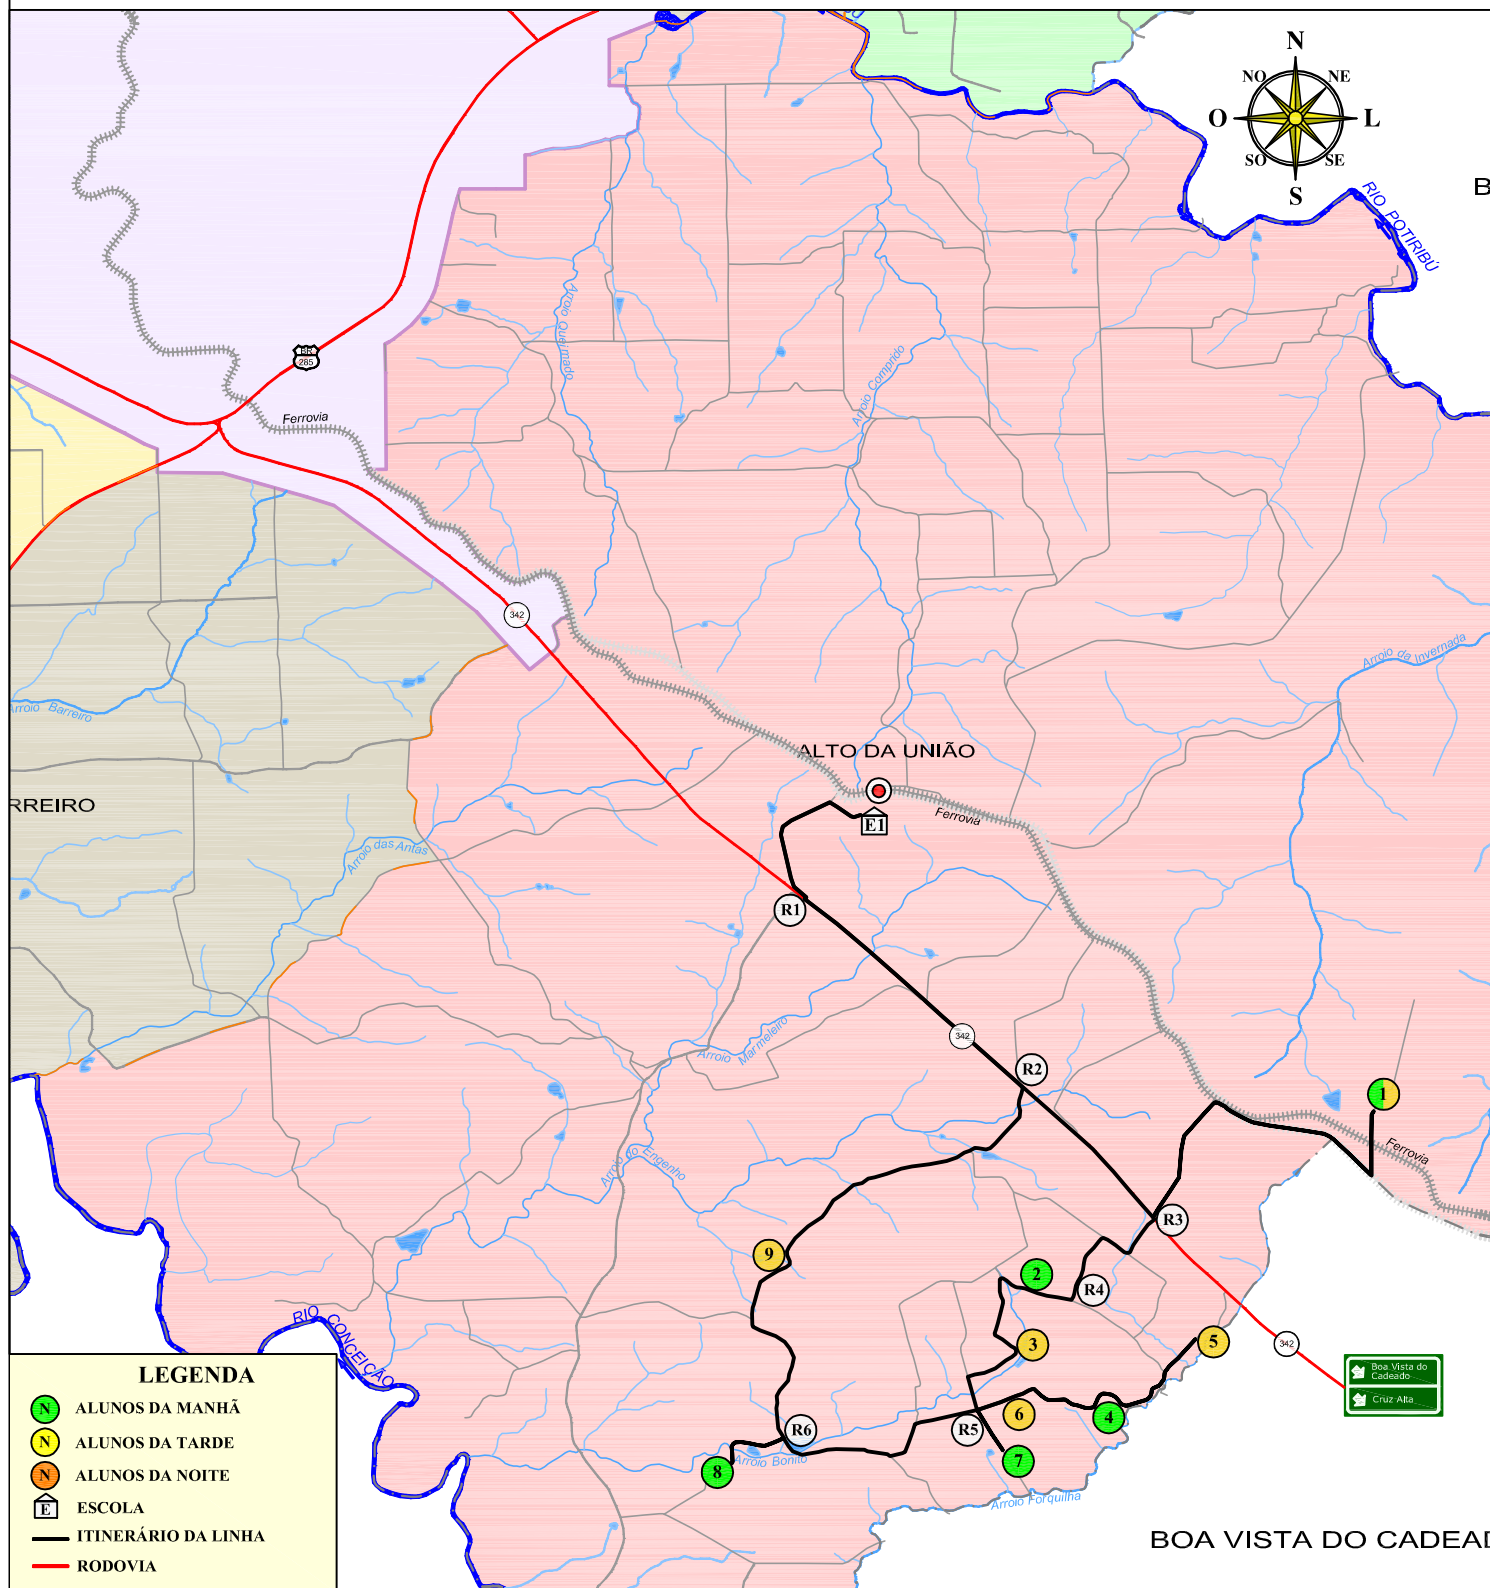 N
NO
NE
O
L
SO
SE
S
B
RIO POTIRIBÚ
Arroio Queimado
BR
285
Ferrovia
Arroio Comprido
342
Arroio da Invernada
Arroio Barreiro
ALTO DA UNIÃO
RREIRO
Ferrovia
E1
Arroio das Antas
R1
342
Arroio Marmeleiro
R2
1
Ferrovia
Arroio do Engenho
R3
9
2
R4
RIO CONCEIÇÃO
3
5
342
Boa Vista do
Cadeado
Cruz Alta
6
4
R5
R6
7
8
Arroio Bonito
Arroio Forquilha
BOA VISTA DO CADEAD
LEGENDA
N ALUNOS DA MANHÃ
N ALUNOS DA TARDE
N ALUNOS DA NOITE
E ESCOLA
ITINERÁRIO DA LINHA
RODOVIA